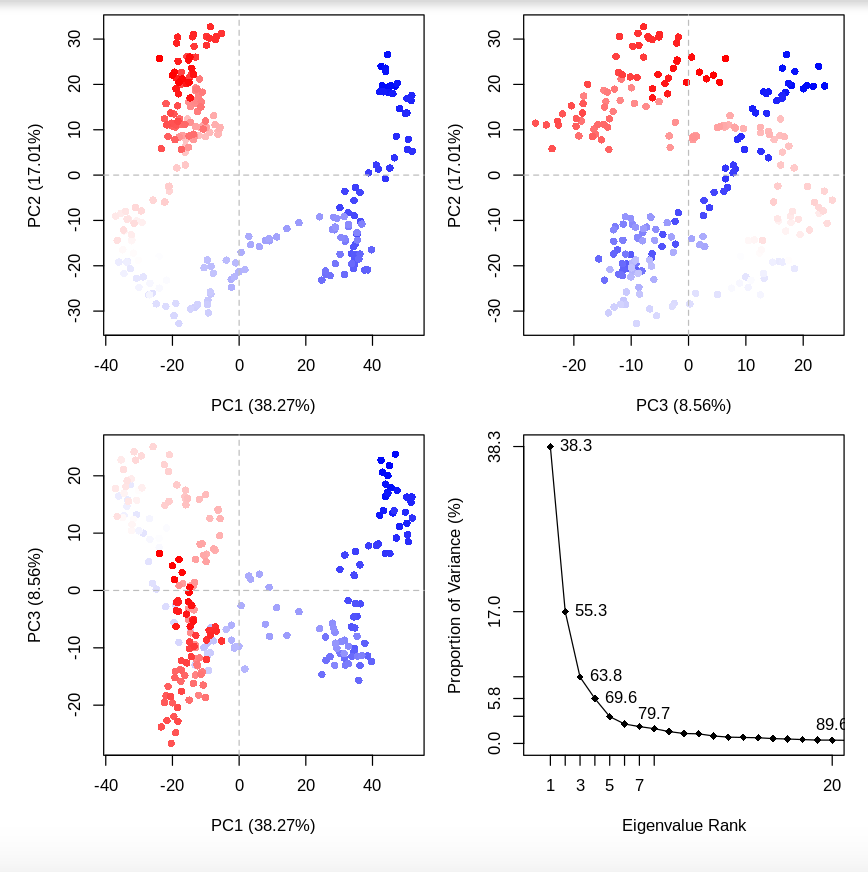 30
20
10
0
-10
-20
-30
PC2 (17.01%)
-40 -20 0 20 40
PC1 (38.27%)
30
20
10
0
-10
-20
-30
PC2 (17.01%)
-20 -10 0 10 20
PC3 (8.56%)
20
10
0
-10
-20
PC3 (8.56%)
-40 -20 0 20 40
PC1 (38.27%)
38.3
17.0
5.8
0.0
Proportion of Variance (%)
38.3
55.3
63.8
69.6
79.7
89.6
1 3 5 7 20
Eigenvalue Rank